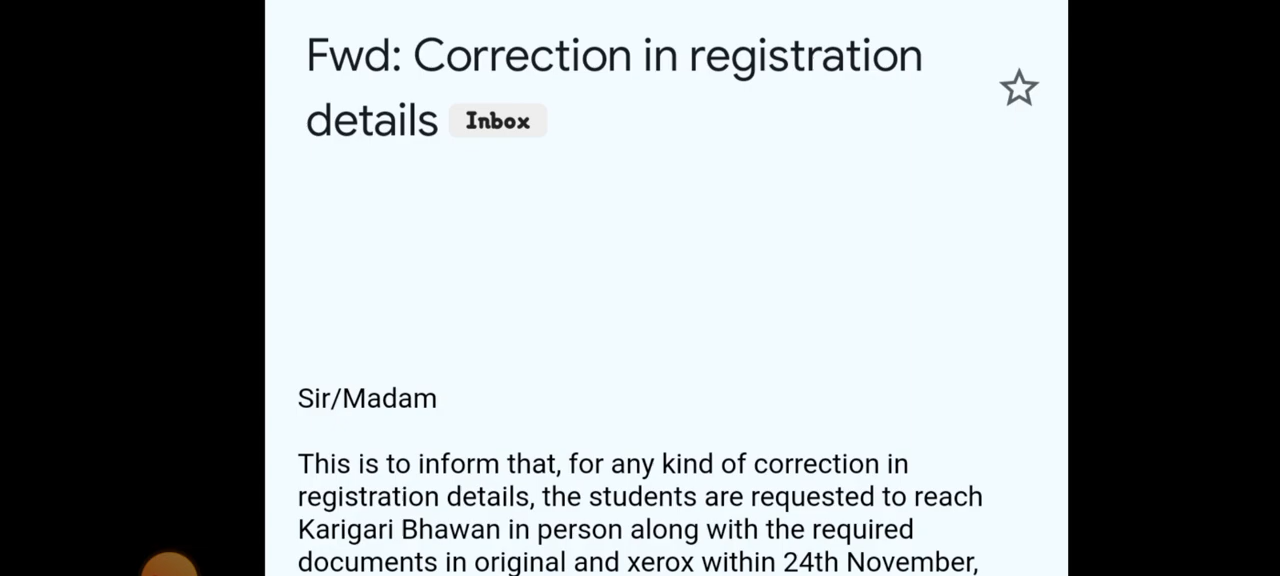 Fwd: Correction in registration
details Inbox
Sir/Madam
This is to inform that, for any kind of correction in
registration details, the students are requested to reach
Karigari Bhawan in person along with the required
documents in original and xerox within 24th November,